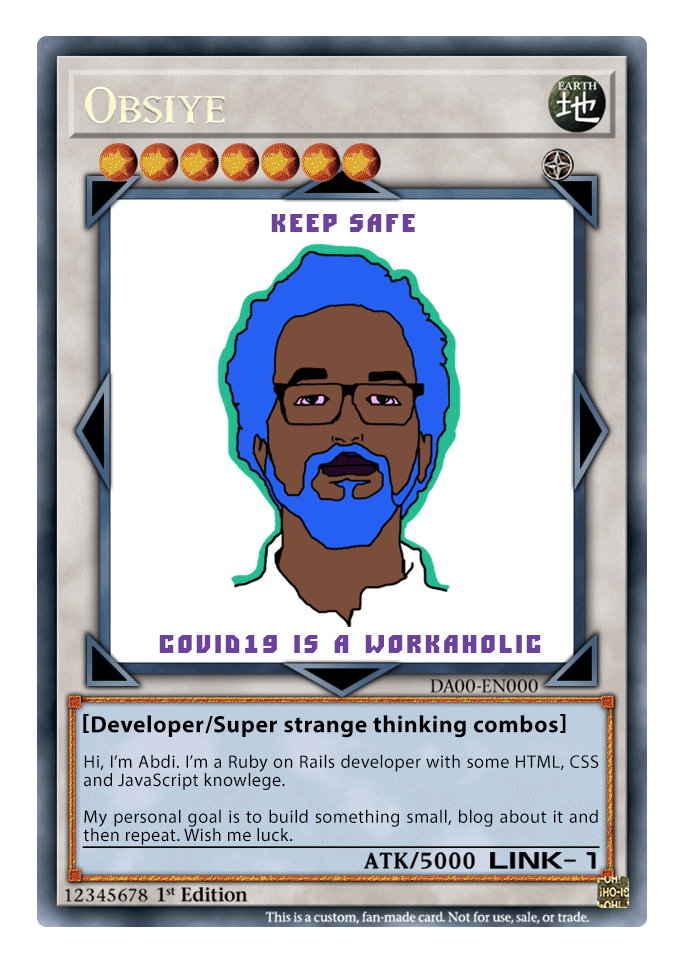 Obsiye
EARTH
地
KEEP SAFE
COVID19 IS A WORKAHOLIC
DA00-EN000
[Developer/Super strange thinking combos]
Hi, I'm Abdi. I'm a Ruby on Rails developer with some HTML, CSS
and JavaScript knowlege.
My personal goal is to build something small, blog about it and
then repeat. Wish me luck.
ATK/5000 LINK- 1
12345678 1st Edition
This is a custom, fan-made card. Not for use, sale, or trade.